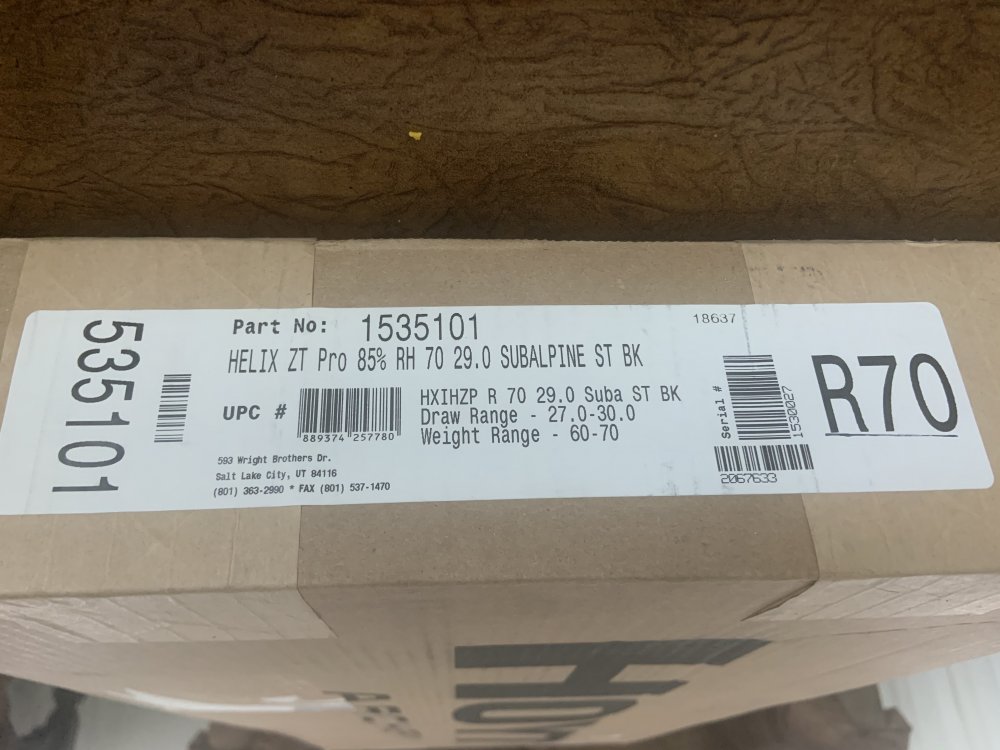 535101
Part No: 1535101
18637
HELIX ZT Pro 85% RH 70 29.0 SUBALPINE ST BK
UPC #
889374 257780
HXIHZP R 70 29.0 Suba ST BK
Draw Range - 27.0-30.0
Weight Range - 60-70
593 Wright Brothers Dr.
Salt Lake City, UT 84116
(801) 363-2990 * FAX (801) 537-1470
Serial #
1530027
2067633
R70